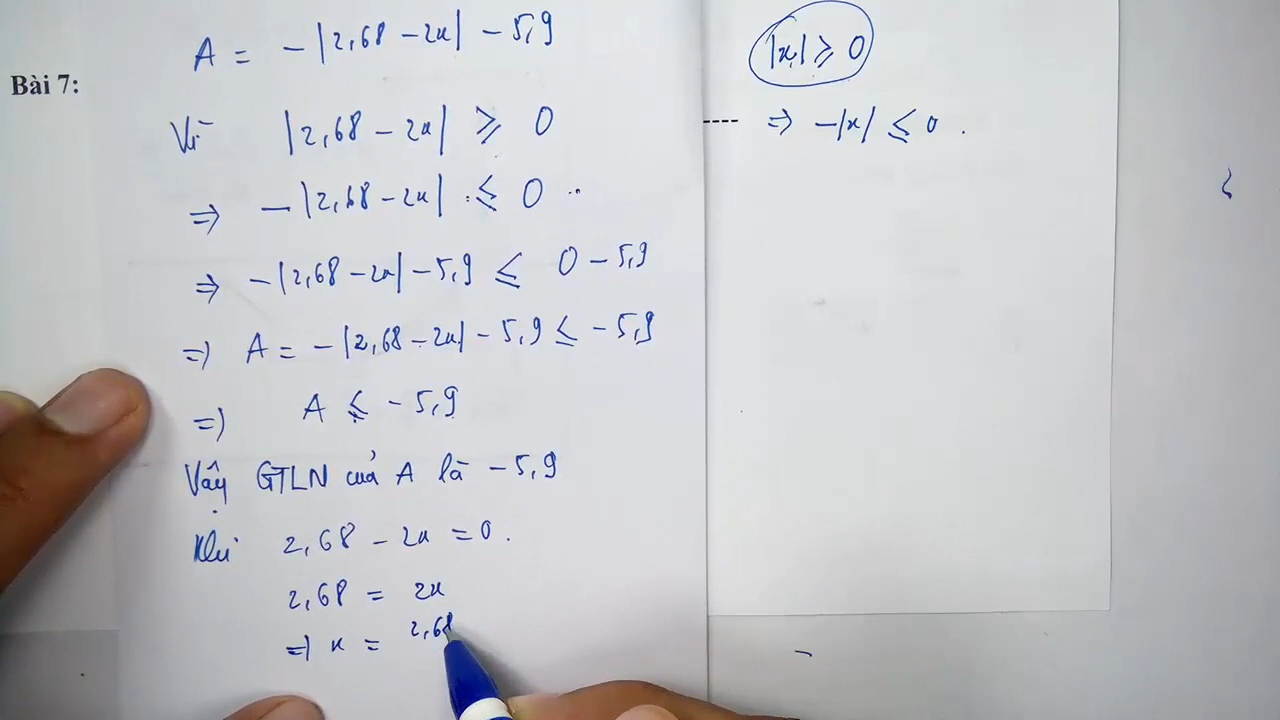 A = -|2,68 - 2x| - 5,9
Bài 7:
Vì |2,68 - 2x| ⩾ 0
⇒ -|2,68 - 2x| ⩽ 0
⇒ -|2,68 - 2x| - 5,9 ⩽ 0 - 5,9
⇒ A = -|2,68 - 2x| - 5,9 ⩽ -5,9
⇒ A ⩽ -5,9
Vậy GTLN của A là -5,9
Khi 2,68 - 2x = 0.
2,68 = 2x
⇒ x = 2,68
|x| ⩾ 0
⇒ -|x| ⩽ 0.